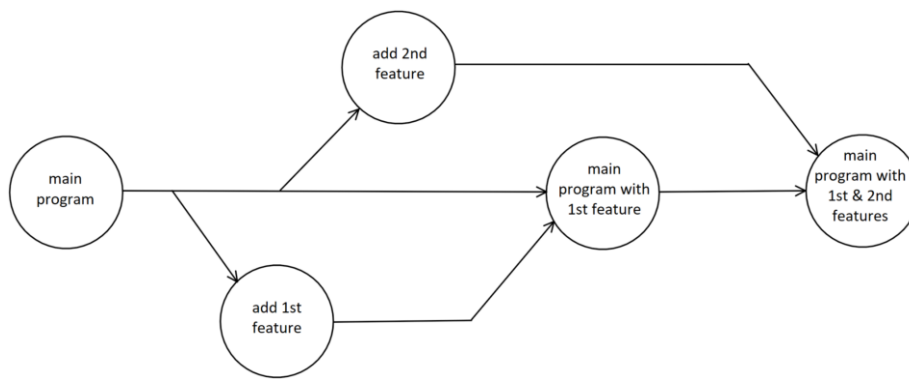 add 2nd
feature
main
program
main
program with
1st feature
main
program with
1st & 2nd
features
add 1st
feature